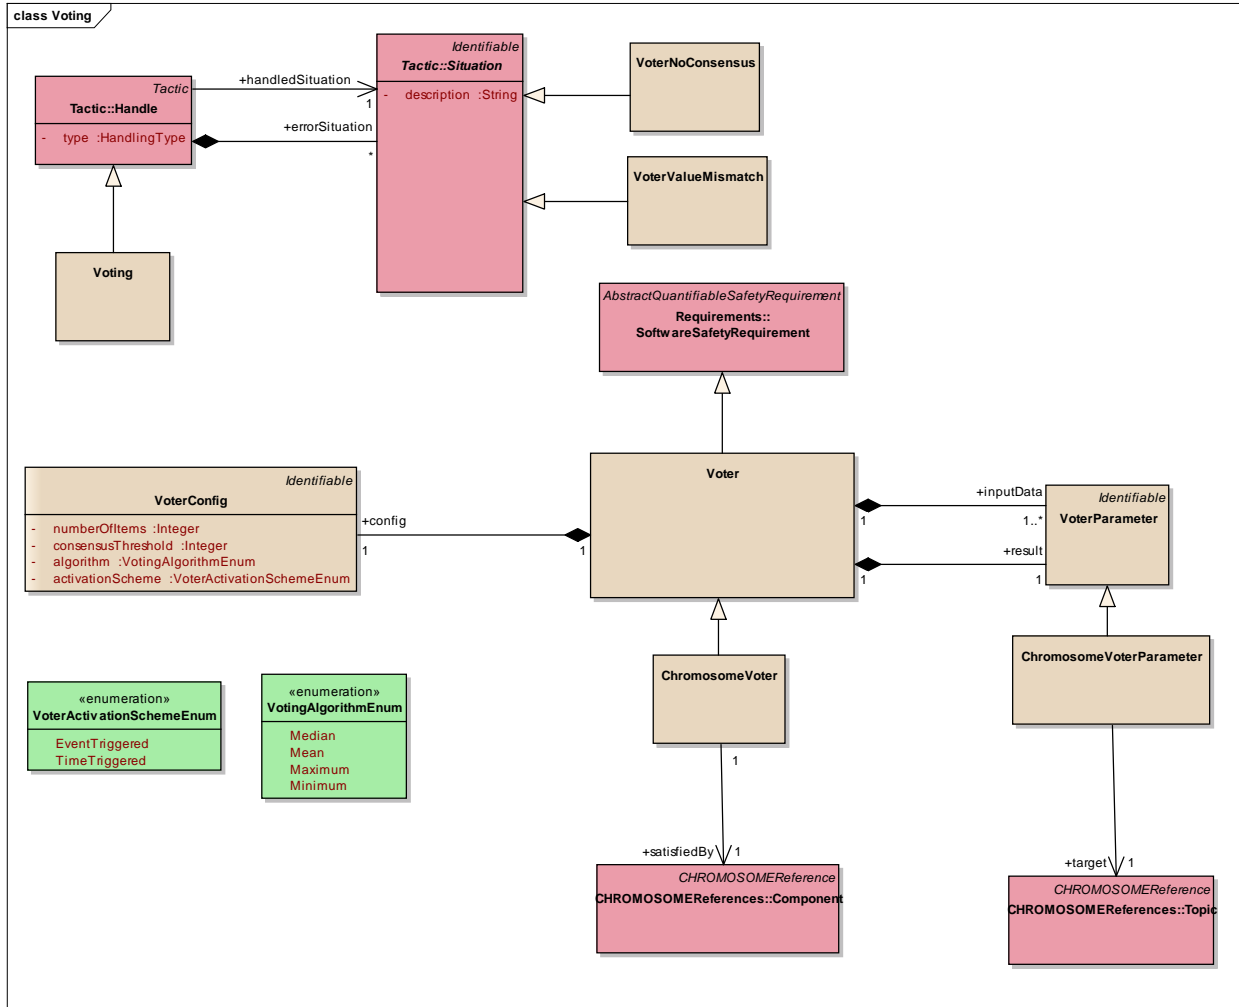 class Voting
Identifiable
Tactic::Situation
- description :String
Tactic
Tactic::Handle
- type :HandlingType
+handledSituation
1
+errorSituation
*
VoterNoConsensus
VoterValueMismatch
Voting
AbstractQuantifiableSafetyRequirement
Requirements::
SoftwareSafetyRequirement
Identifiable
VoterConfig
- numberOfItems :Integer
- consensusThreshold :Integer
- algorithm :VotingAlgorithmEnum
- activationScheme :VoterActivationSchemeEnum
+config
1
1
Voter
+inputData
1
1..*
+result
1
1
Identifiable
VoterParameter
ChromosomeVoter
1
ChromosomeVoterParameter
«enumeration»
VoterActivationSchemeEnum
EventTriggered
TimeTriggered
«enumeration»
VotingAlgorithmEnum
Median
Mean
Maximum
Minimum
+satisfiedBy
1
CHROMOSOMEReference
CHROMOSOMEReferences::Component
+target
1
CHROMOSOMEReference
CHROMOSOMEReferences::Topic